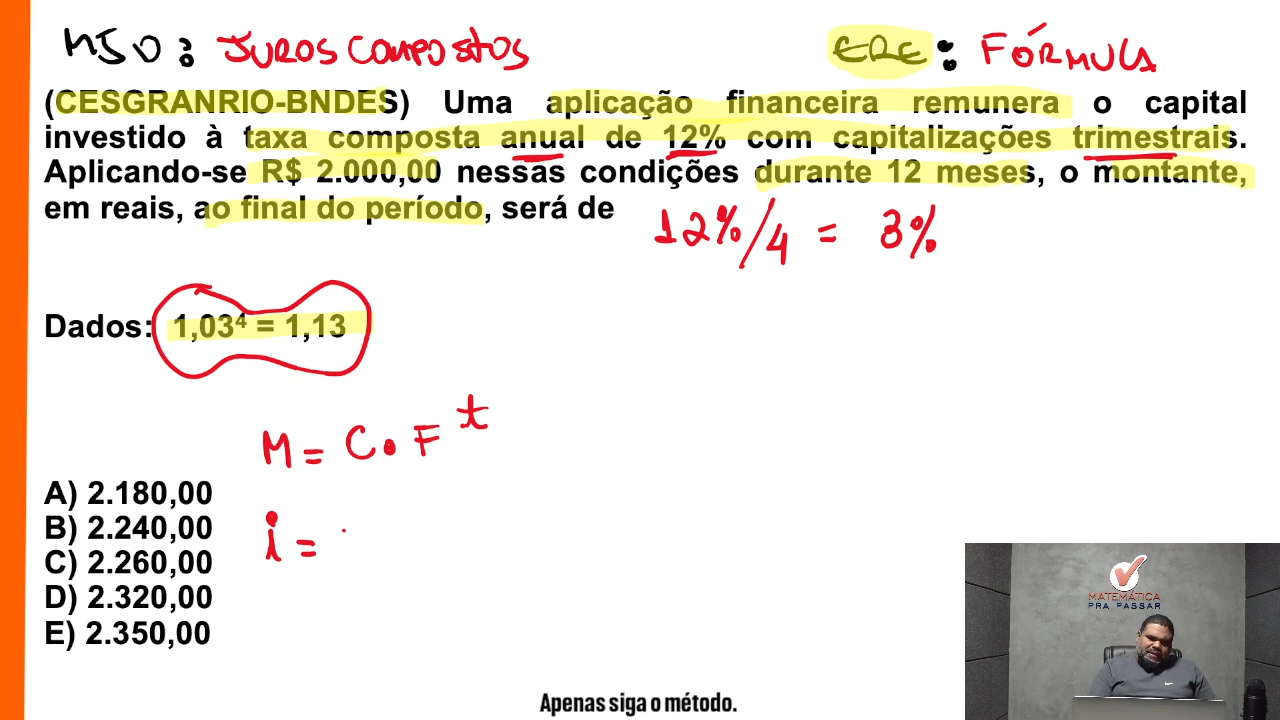 MJO: JUROS COMPOSTOS
ERE: FÓRMULA
(CESGRANRIO-BNDES) Uma aplicação financeira remunera o capital
investido à taxa composta anual de 12% com capitalizações trimestrais.
Aplicando-se R$ 2.000,00 nessas condições durante 12 meses, o montante,
em reais, ao final do período, será de
12%/4 = 3%
Dados: 1,03⁴ = 1,13
M = C . F^t
A) 2.180,00
B) 2.240,00
i =
C) 2.260,00
D) 2.320,00
E) 2.350,00
MATEMÁTICA
PRA PASSAR
Apenas siga o método.